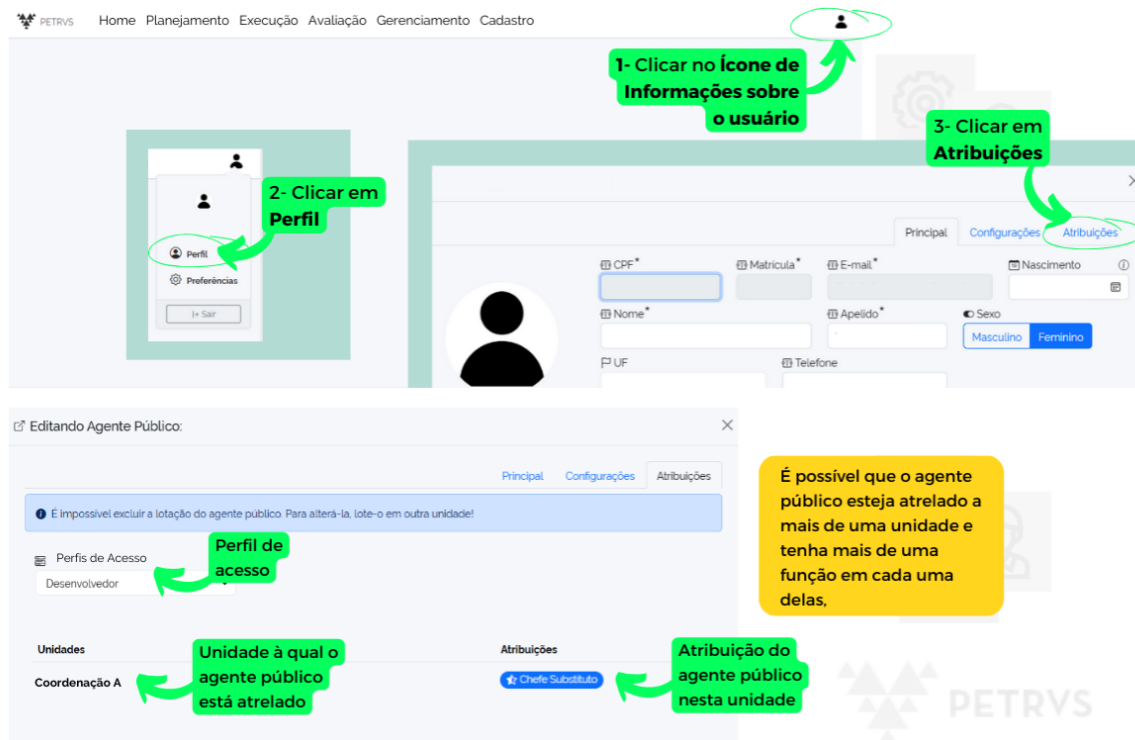 PETRVS Home Planejamento Execução Avaliação Gerenciamento Cadastro
1- Clicar no Ícone de
Informações sobre
o usuário
3- Clicar em
Atribuições
2- Clicar em
Perfil
Perfil
Preferências
Sair
Principal Configurações Atribuições
CPF* Matrícula* E-mail* Nascimento
Nome* Apelido* Sexo
Masculino Feminino
UF Telefone
Editando Agente Público:
Principal Configurações Atribuições
É impossível excluir a lotação do agente público. Para alterá-la, lote-o em outra unidade!
Perfis de Acesso
Desenvolvedor
Perfil de
acesso
Unidades Atribuições
Coordenação A Chefe Substituto
Unidade à qual o
agente público
está atrelado
Atribuição do
agente público
nesta unidade
É possível que o agente
público esteja atrelado a
mais de uma unidade e
tenha mais de uma
função em cada uma
delas,
PETRVS